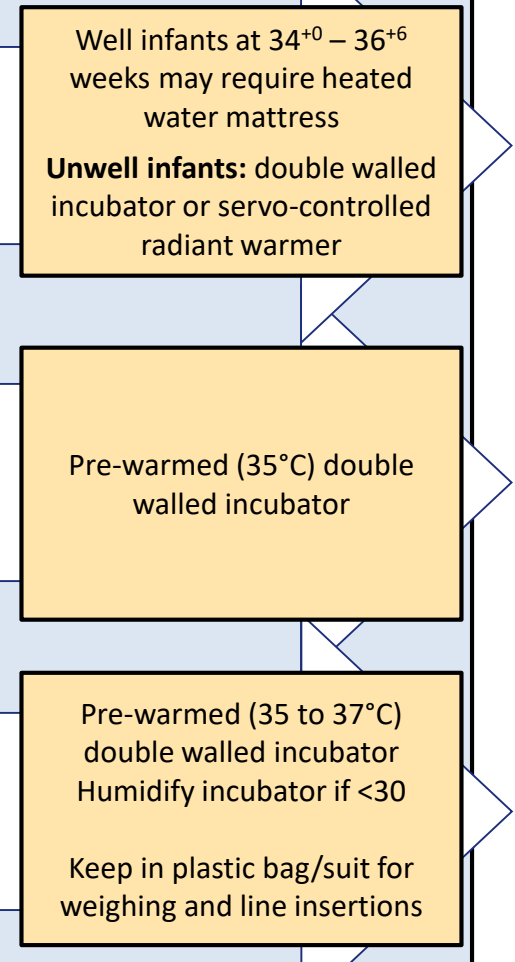 Well infants at 34⁺⁰ – 36⁺⁶
weeks may require heated
water mattress
Unwell infants: double walled
incubator or servo-controlled
radiant warmer
Pre-warmed (35°C) double
walled incubator
Pre-warmed (35 to 37°C)
double walled incubator
Humidify incubator if <30
Keep in plastic bag/suit for
weighing and line insertions